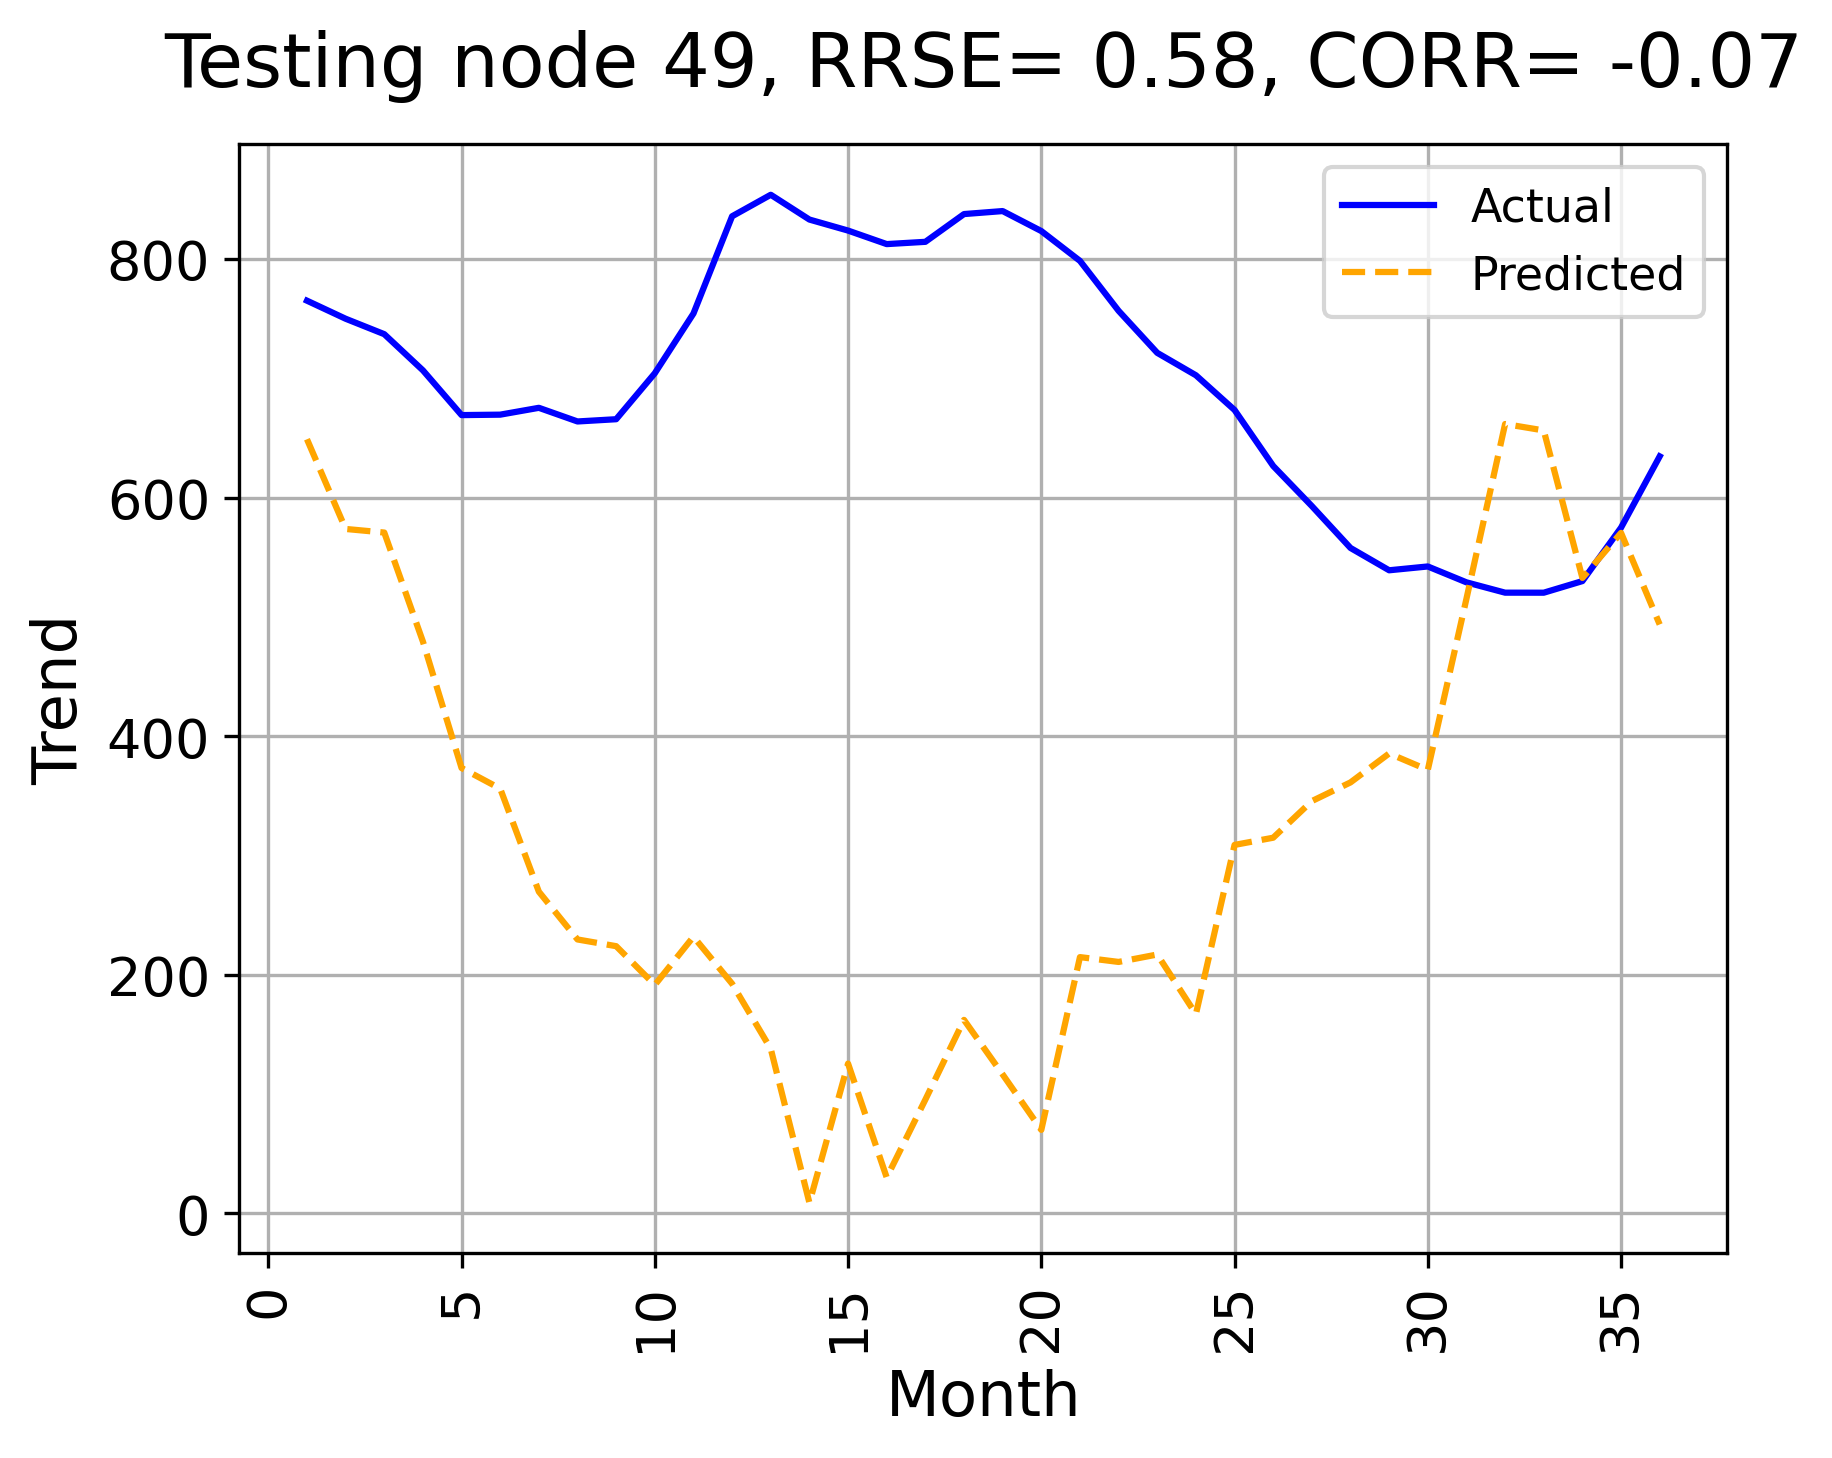 Testing node 49, RRSE= 0.58, CORR= -0.07
Actual
Predicted
800
600
400
200
0
Trend
0
5
10
15
20
25
30
35
Month